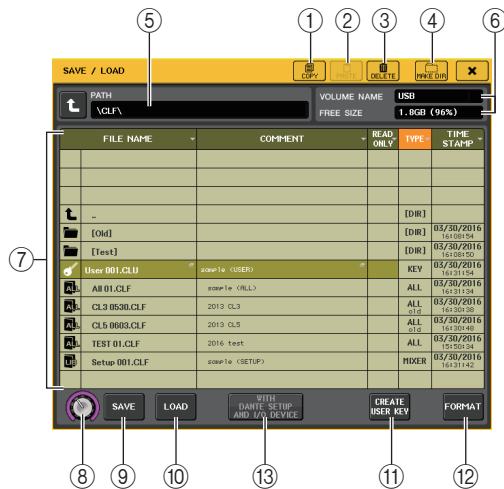 ⑤ ① ② ③ ④ ⑥
SAVE / LOAD
COPY
PASTE
DELETE
MAKE DIR
PATH
\CLF\
VOLUME NAME
USB
FREE SIZE
1.8GB (96%)
FILE NAME COMMENT READ ONLY TYPE TIME STAMP
.. [DIR]
[Old] [DIR] 03/30/2016 16:08:54
[Test] [DIR] 03/30/2016 16:08:50
User 001.CLU sample (USER) KEY 03/30/2016 16:31:54
ALL All 01.CLF sample (ALL) ALL 03/30/2016 16:31:34
ALL CL3 0530.CLF 2013 CL3 ALL old 03/30/2016 16:30:38
ALL CL5 0603.CLF 2013 CL5 ALL old 03/30/2016 16:30:48
ALL TEST 01.CLF 2016 test ALL 03/30/2016 15:50:34
LIB Setup 001.CLF sample (SETUP) MIXER 03/30/2016 16:31:42
⑦
SAVE
LOAD
WITH
DANTE SETUP
AND I/O DEVICE
CREATE
USER KEY
FORMAT
⑧ ⑨ ⑩ ⑬ ⑪ ⑫